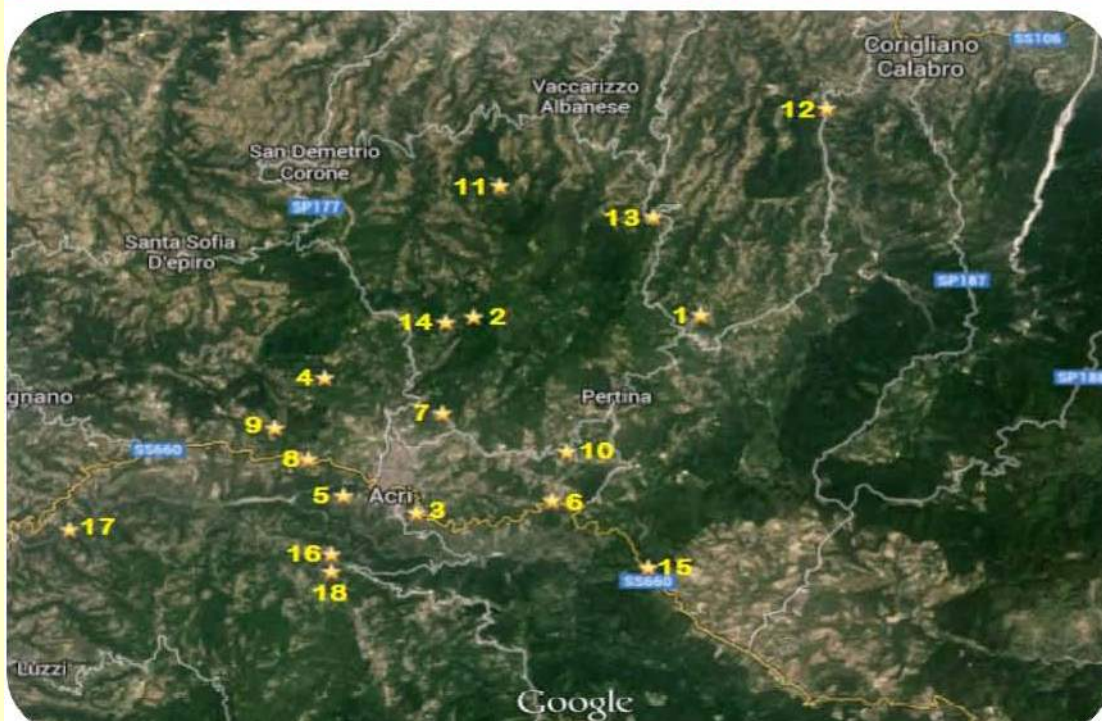 SS106
Corigliano
Calabro
Vaccarizzo
Albanese
12
San Demetrio
Corone
11
SP177
13
Santa Sofia
D'epiro
SP187
14
2
1
4
gnano
Pertina
7
9
SS660
8
10
5
Acri
3
6
17
16
15
SS660
18
Luzzi
Google